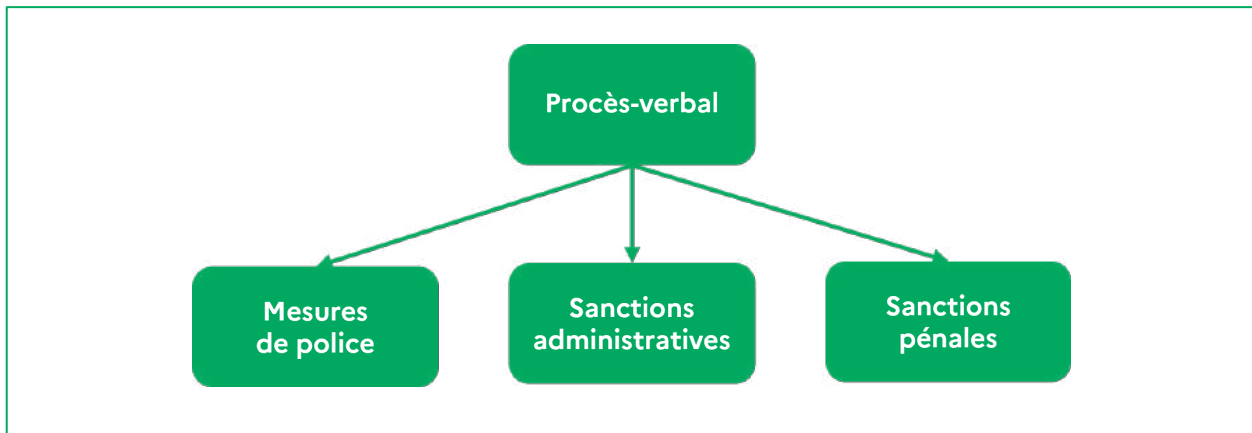 Procès-verbal
Mesures
de police
Sanctions
administratives
Sanctions
pénales